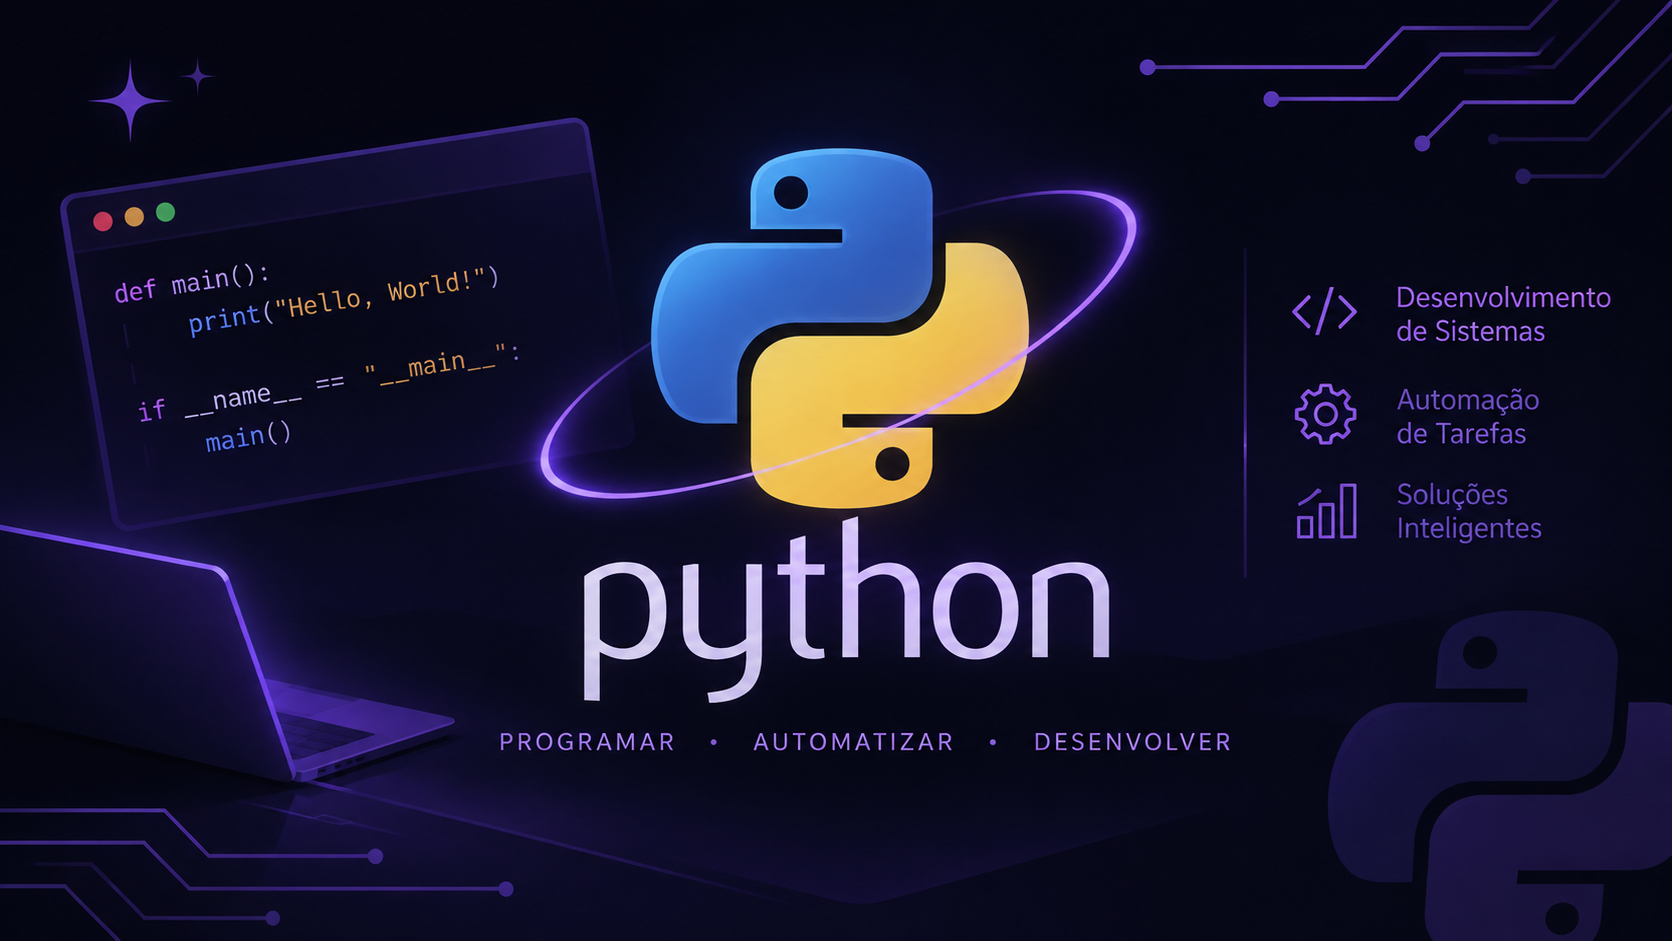 def main():
print("Hello, World!")
if __name__ == "__main__":
main()
python
PROGRAMAR • AUTOMATIZAR • DESENVOLVER
</>
Desenvolvimento
de Sistemas
Automação
de Tarefas
Soluções
Inteligentes